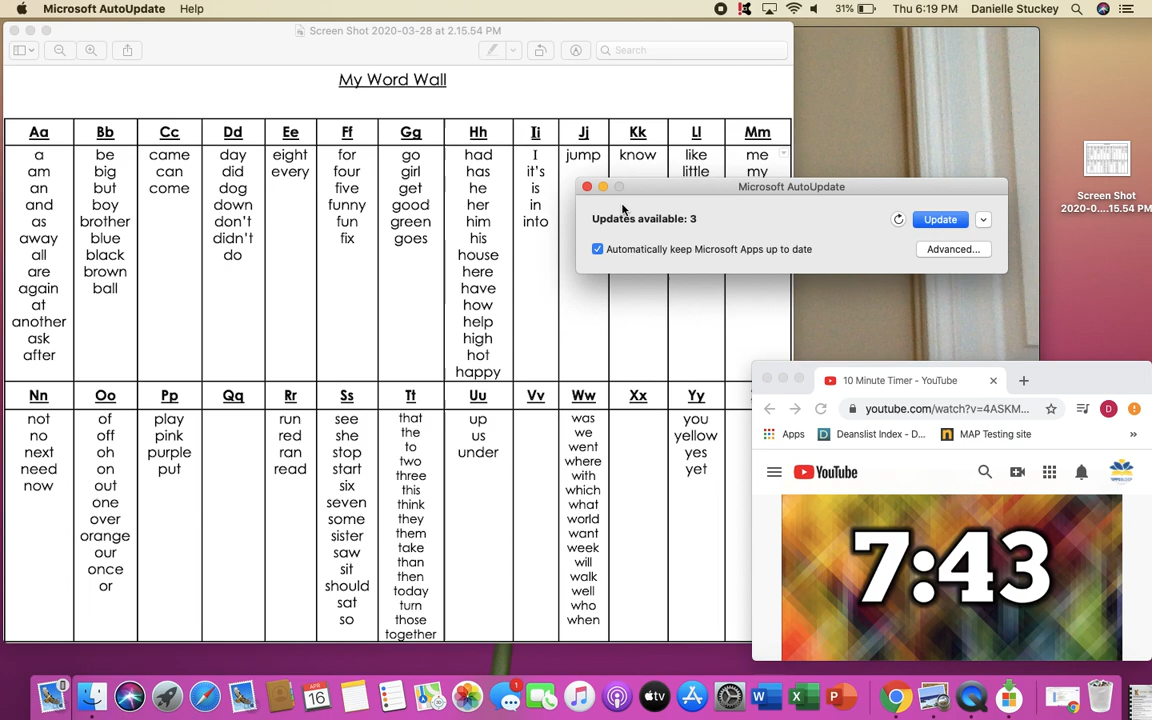 Microsoft AutoUpdate Help 31% Thu 6:19 PM Danielle Stuckey
Screen Shot 2020-03-28 at 2.15.54 PM
Search
My Word Wall
Aa Bb Cc Dd Ee Ff Gg Hh Ii Jj Kk Ll Mm
a
am
an
and
as
away
all
are
again
at
another
ask
after
be
big
but
boy
brother
blue
black
brown
ball
came
can
come
day
did
dog
down
don't
didn't
do
eight
every
for
four
five
funny
fun
fix
go
girl
get
good
green
goes
had
has
he
her
him
his
house
here
have
how
help
high
hot
happy
I
it's
is
in
into
jump
know
like
little
me
my
Microsoft AutoUpdate
Updates available: 3
Update
Automatically keep Microsoft Apps up to date
Advanced...
Nn Oo Pp Qq Rr Ss Tt Uu Vv Ww Xx Yy
not
no
next
need
now
of
off
oh
on
out
one
over
orange
our
once
or
play
pink
purple
put
run
red
ran
read
see
she
stop
start
six
seven
some
sister
saw
sit
should
sat
so
that
the
to
two
three
this
think
they
them
take
than
then
today
turn
those
together
up
us
under
was
we
went
where
with
which
what
world
want
week
will
walk
well
who
when
you
yellow
yes
yet
Screen Shot
2020-0....15.54 PM
10 Minute Timer - YouTube
youtube.com/watch?v=4ASKM...
D
Apps Deanslist Index - D... MAP Testing site »
YouTube
7:43
APR
16
1
tv
W X P